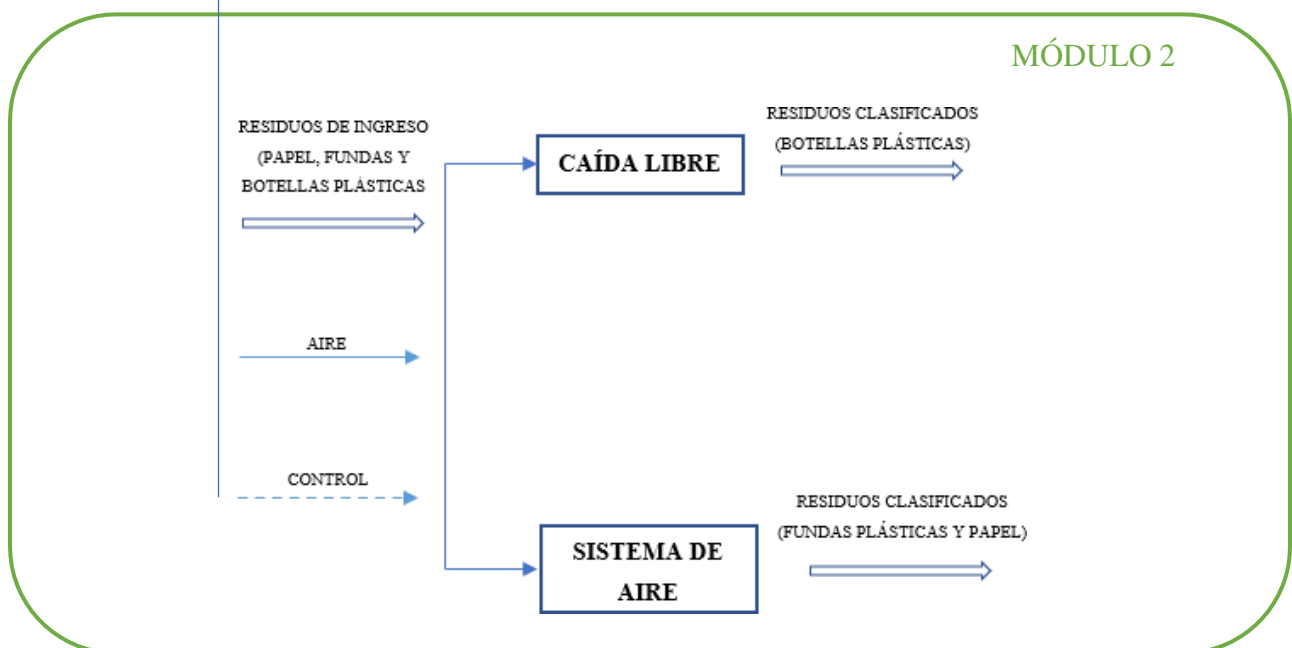 MÓDULO 2
RESIDUOS DE INGRESO
(PAPEL, FUNDAS Y
BOTELLAS PLÁSTICAS
CAÍDA LIBRE
RESIDUOS CLASIFICADOS
(BOTELLAS PLÁSTICAS)
AIRE
CONTROL
SISTEMA DE
AIRE
RESIDUOS CLASIFICADOS
(FUNDAS PLÁSTICAS Y PAPEL)